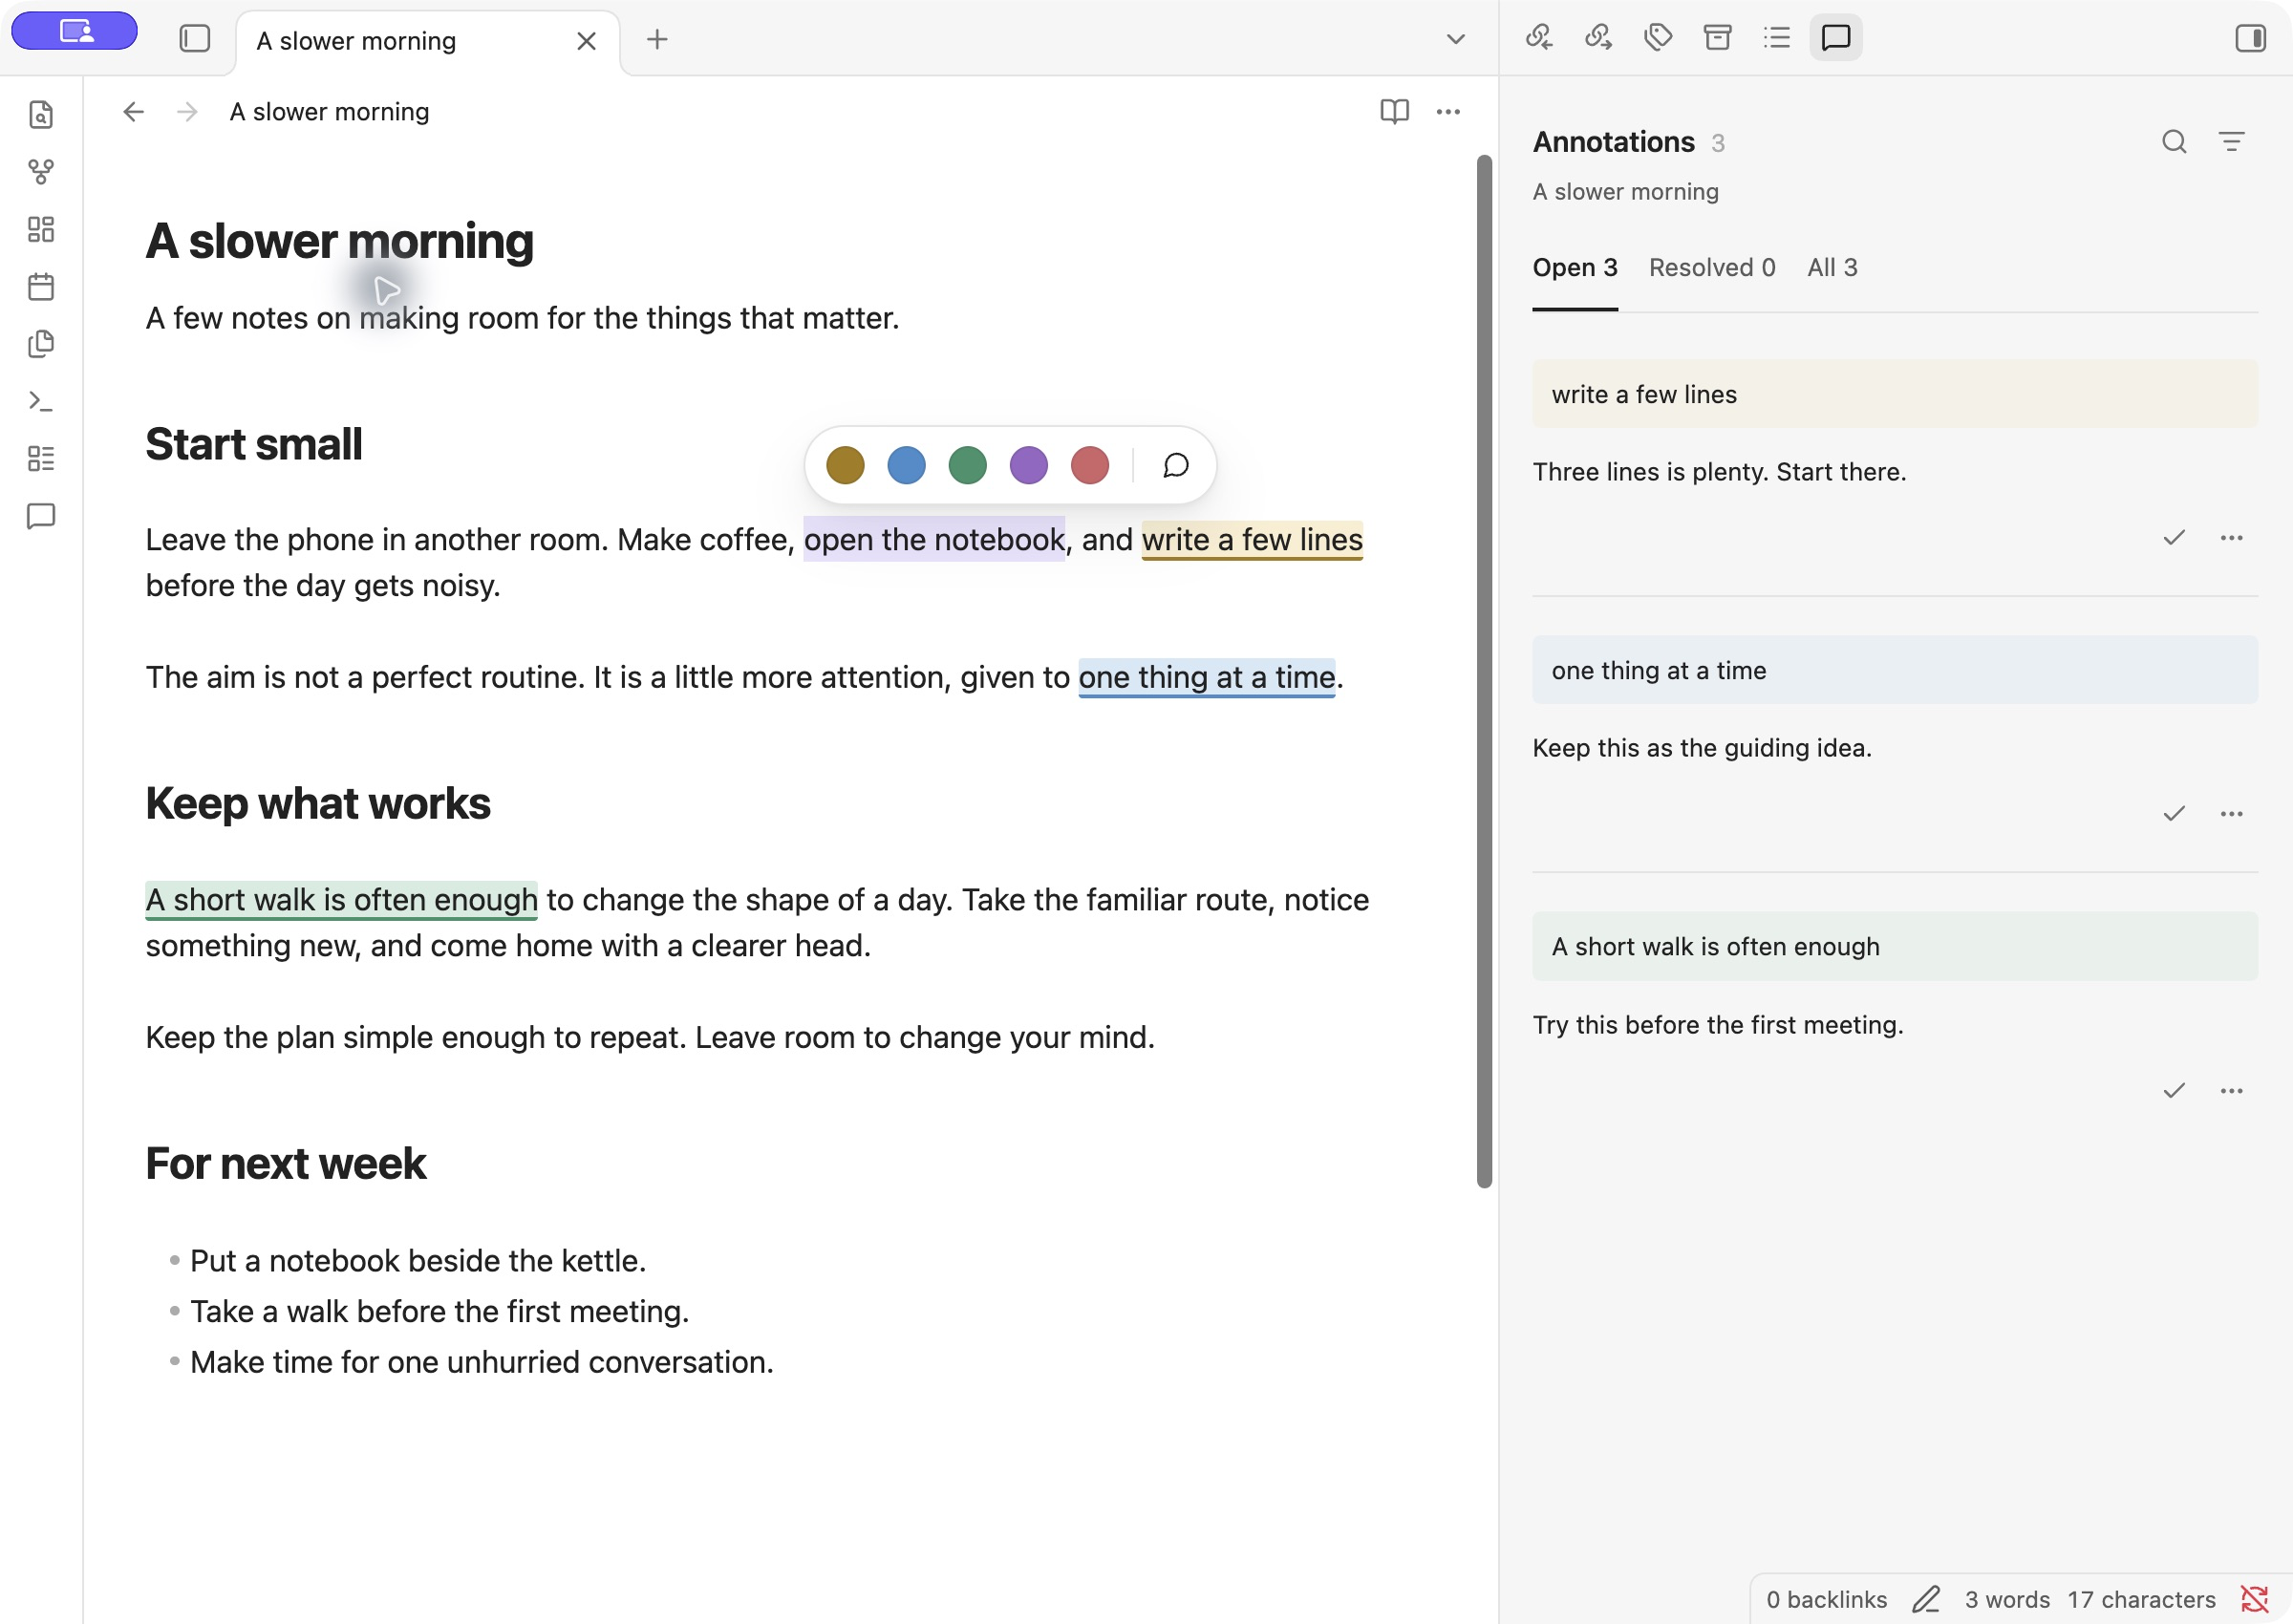 A slower morning
A slower morning
A slower morning
A few notes on making room for the things that matter.
Start small
Leave the phone in another room. Make coffee, open the notebook, and write a few lines
before the day gets noisy.
The aim is not a perfect routine. It is a little more attention, given to one thing at a time.
Keep what works
A short walk is often enough to change the shape of a day. Take the familiar route, notice
something new, and come home with a clearer head.
Keep the plan simple enough to repeat. Leave room to change your mind.
For next week
Put a notebook beside the kettle.
Take a walk before the first meeting.
Make time for one unhurried conversation.
Annotations 3
A slower morning
Open 3 Resolved 0 All 3
write a few lines
Three lines is plenty. Start there.
one thing at a time
Keep this as the guiding idea.
A short walk is often enough
Try this before the first meeting.
0 backlinks 3 words 17 characters